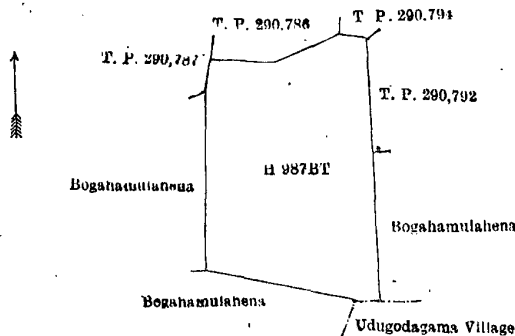 T. P. 290,786
T. P. 290,794
T. P. 290,787
T. P. 290,792
H 987BT
Bogahamulahena
Bogahamulahena
Bogahamulahena
Udugodagama Village